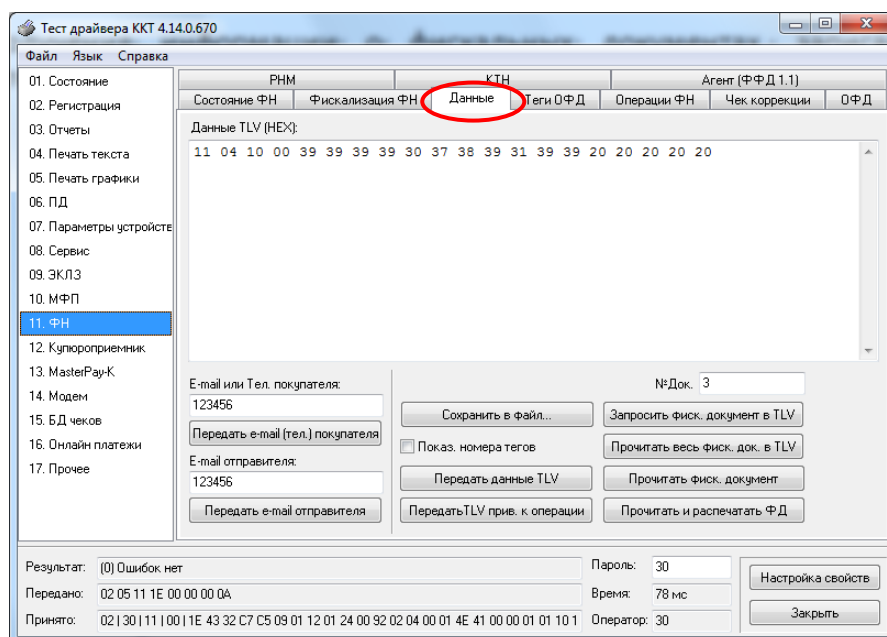 Тест драйвера ККТ 4.14.0.670
Файл Язык Справка
01. Состояние
02. Регистрация
03. Отчеты
04. Печать текста
05. Печать графики
06. ПД
07. Параметры устройств
08. Сервис
09. ЭКЛЗ
10. МФП
11. ФН
12. Купюроприемник
13. MasterPay-K
14. Модем
15. БД чеков
16. Онлайн платежи
17. Прочее
РНМ КТН Агент (ФФД 1.1)
Состояние ФН Фискализация ФН Данные Теги ОФД Операции ФН Чек коррекции ОФД
Данные TLV (HEX):
11 04 10 00 39 39 39 39 30 37 38 39 31 39 39 20 20 20 20 20
E-mail или Тел. покупателя:
123456
Передать e-mail (тел.) покупателя
E-mail отправителя:
123456
Передать e-mail отправителя
Сохранить в файл...
Показ. номера тегов
Передать данные TLV
ПередатьTLV прив. к операции
№Док. 3
Запросить фиск. документ в TLV
Прочитать весь фиск. док. в TLV
Прочитать фиск. документ
Прочитать и распечатать ФД
Результат: (0) Ошибок нет
Передано: 02 05 11 1E 00 00 00 0A
Принято: 02 | 30 | 11 | 00 | 1E 43 32 C7 C5 09 01 12 01 24 00 92 02 04 00 01 4E 41 00 00 01 01 10 1
Пароль: 30
Время: 78 мс
Оператор: 30
Настройка свойств
Закрыть